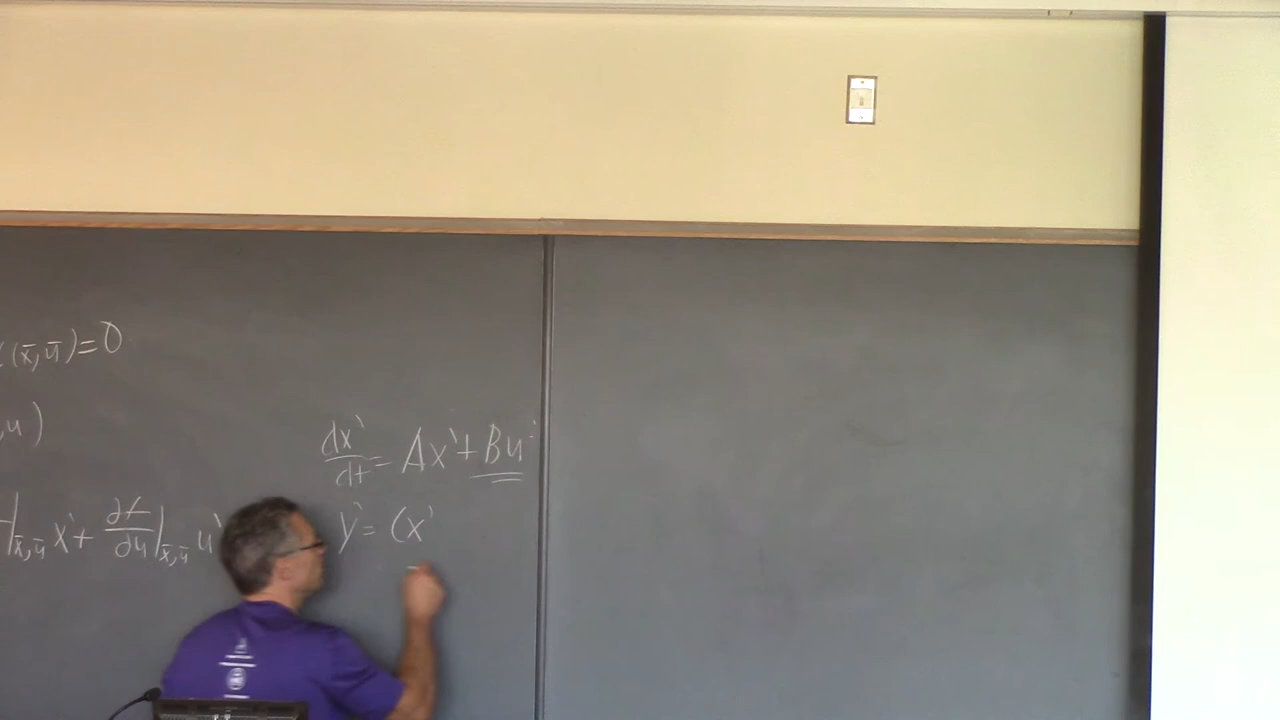 (x̄, ū) = 0
, u)
dx'/dt = Ax' + Bu'
|x̄, ū x' + ∂f/∂u |x̄, ū u'
y' = Cx'